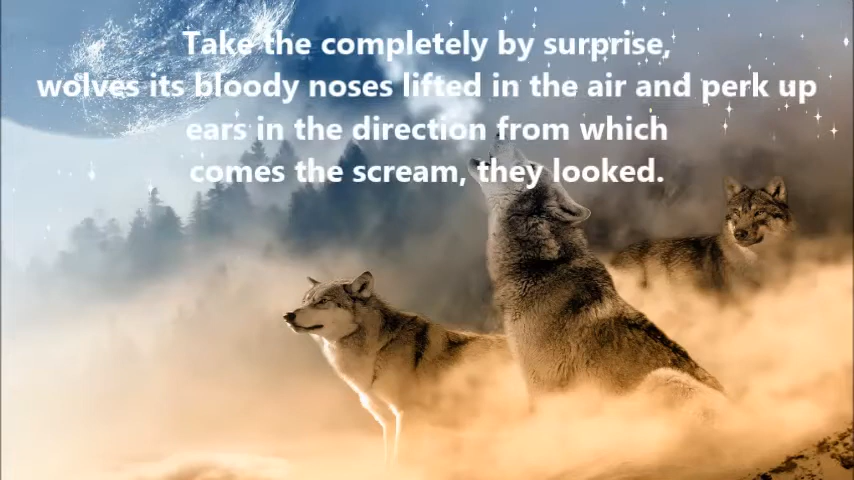 Take the completely by surprise,
wolves its bloody noses lifted in the air and perk up
ears in the direction from which
comes the scream, they looked.